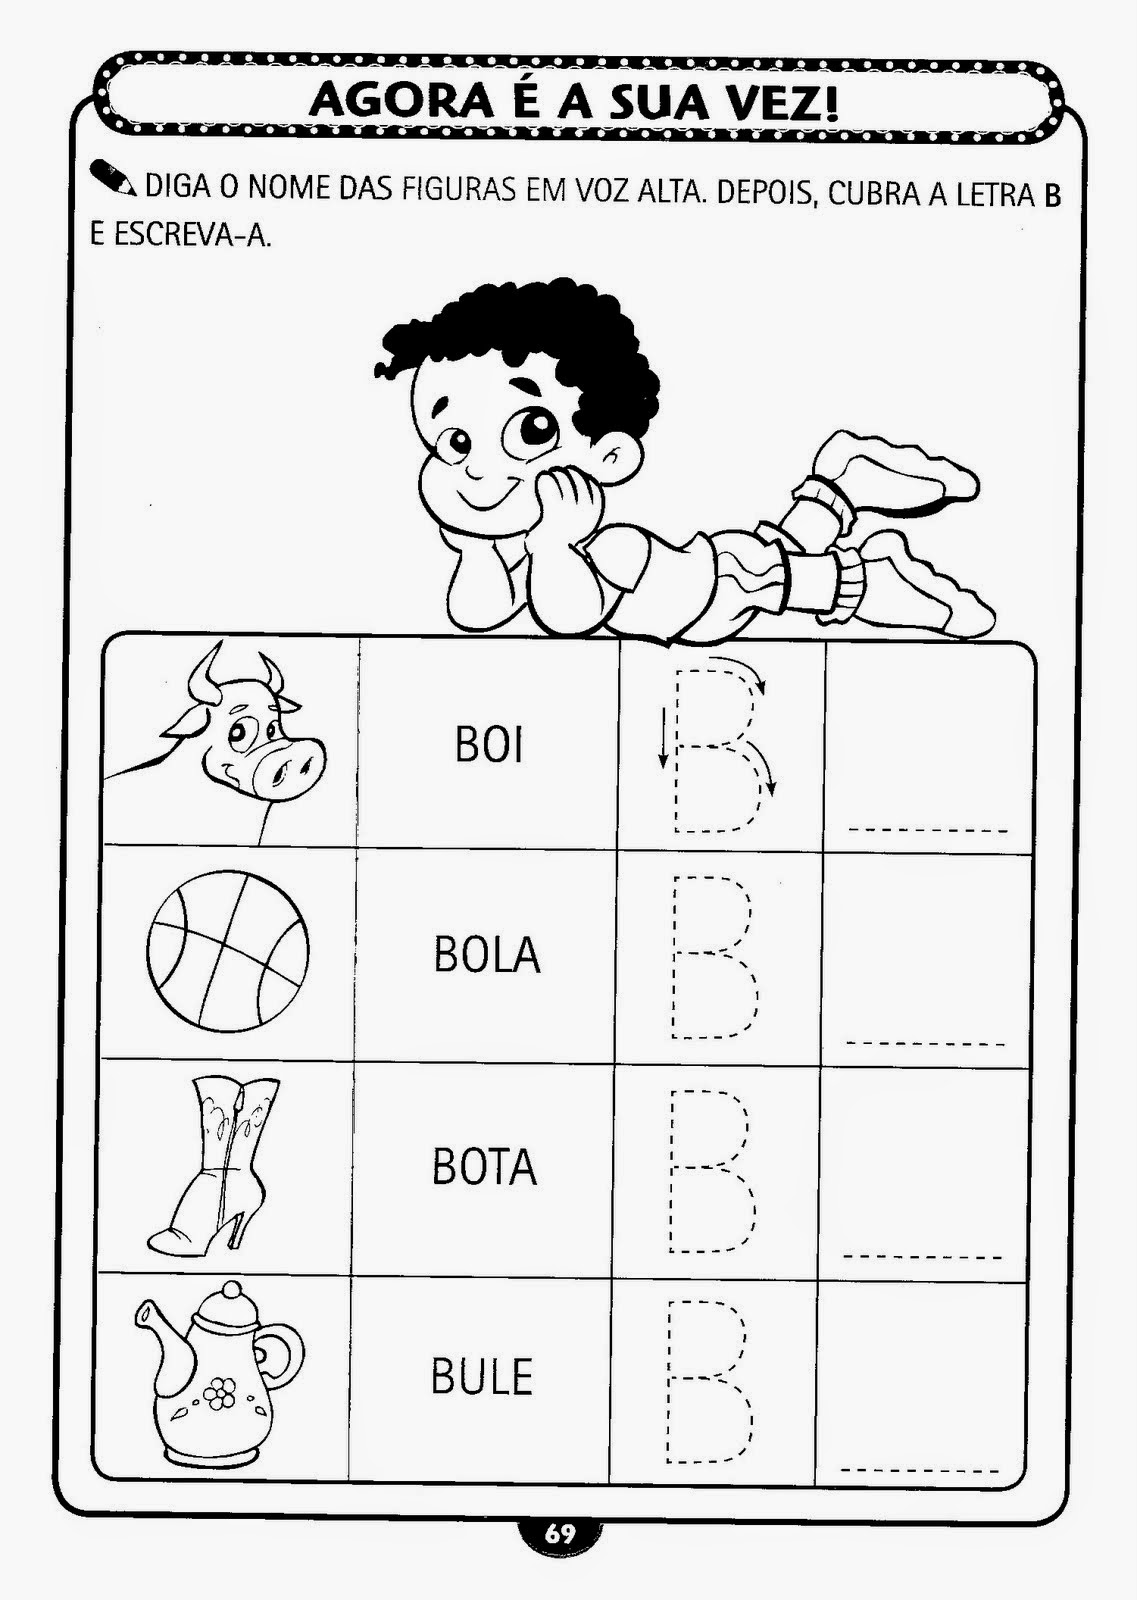 AGORA É A SUA VEZ!
DIGA O NOME DAS FIGURAS EM VOZ ALTA. DEPOIS, CUBRA A LETRA B
E ESCREVA-A.
BOI B
BOLA B
BOTA B
BULE B
69